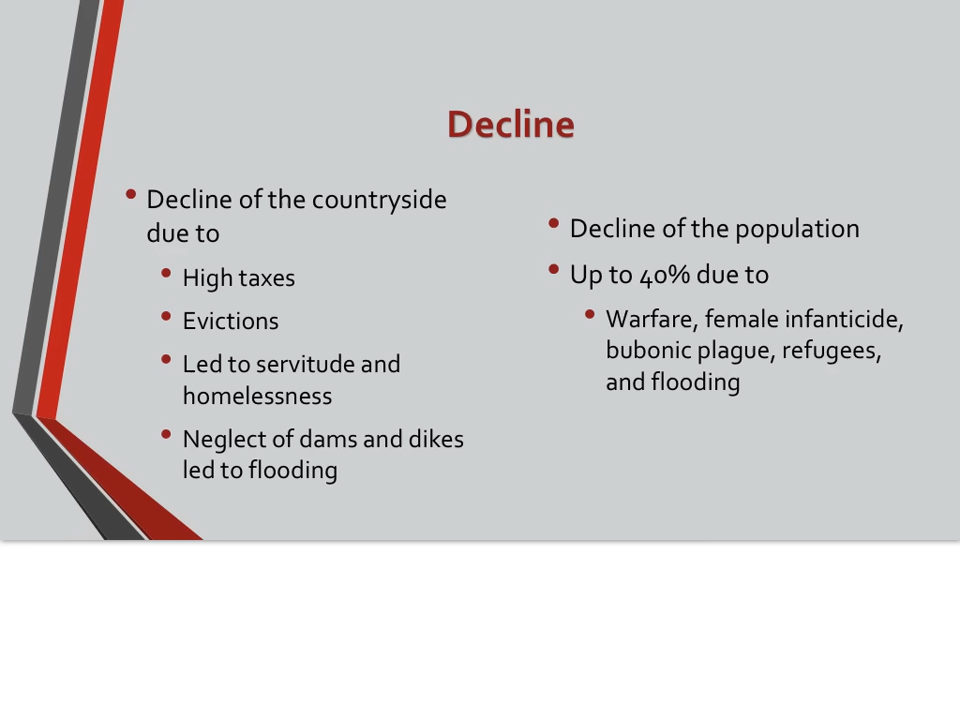 Decline
• Decline of the countryside
due to
• High taxes
• Evictions
• Led to servitude and
homelessness
• Neglect of dams and dikes
led to flooding
• Decline of the population
• Up to 40% due to
• Warfare, female infanticide,
bubonic plague, refugees,
and flooding